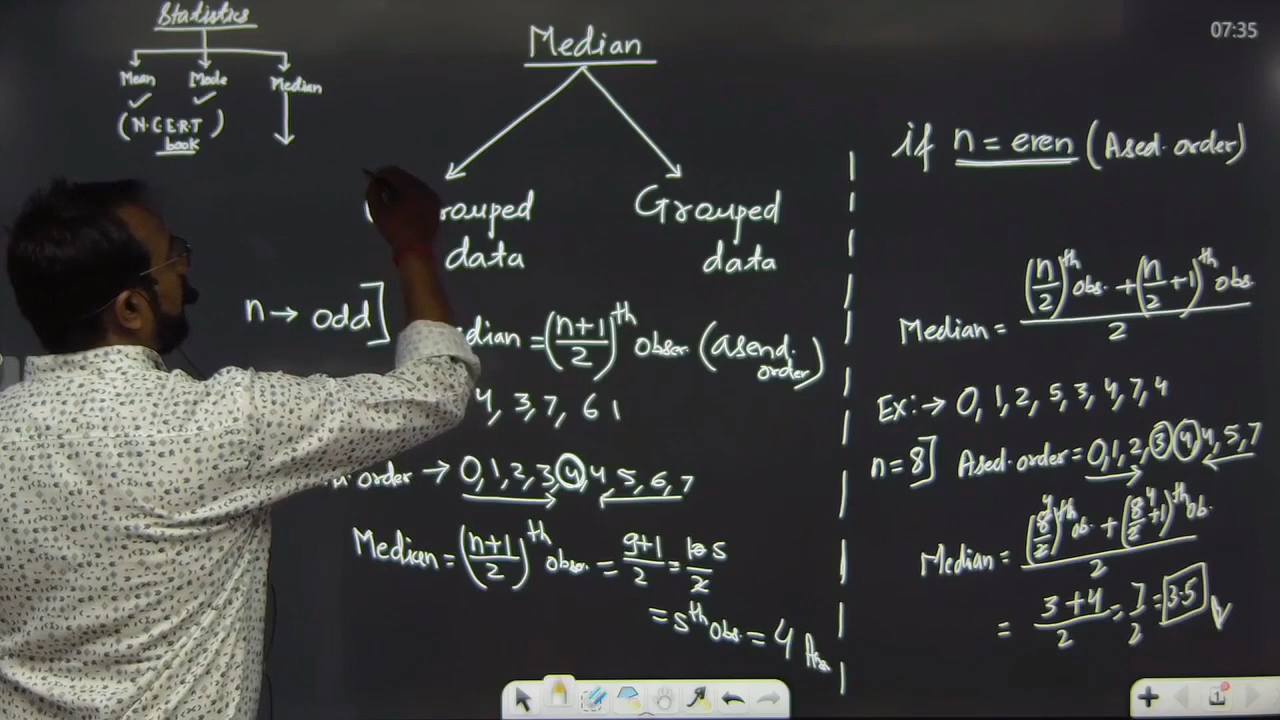 Statistics
Mean Mode Median
(N.C.E.R.T book)
Median
07:35
rouped data
Grouped data
n → odd]
dian = (n+1/2)th Obser (asend. order)
4, 3, 7, 6 1
order → 0, 1, 2, 3, 4, 4, 5, 6, 7
Median = (n+1/2)th obser = 9+1/2 = 10/2 5
= 5th Obs. = 4 Ans
if n = even (Ased. order)
Median = (n/2)th Obs. + (n/2 + 1)th Obs / 2
Ex:→ 0, 1, 2, 5, 3, 4, 7, 4
n = 8] Ased. order = 0, 1, 2, 3 4, 4, 5, 7
Median = (8/2 4)th Ob. + (8/2 4 + 1)th Ob. / 2
= 3 + 4 / 2 = 7/2 = 3.5
1